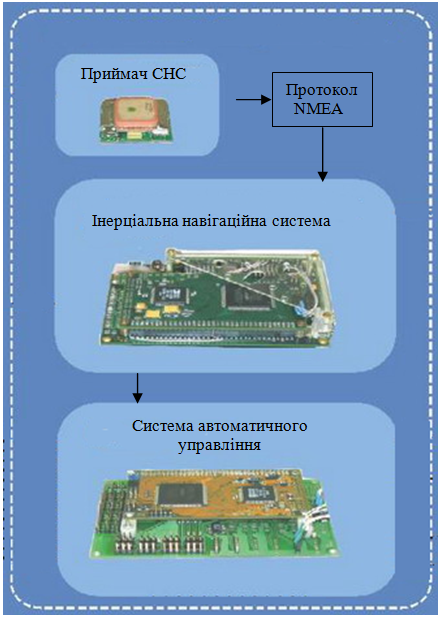 Приймач СНС
Протокол
NMEA
Інерціальна навігаційна система
Система автоматичного
управління